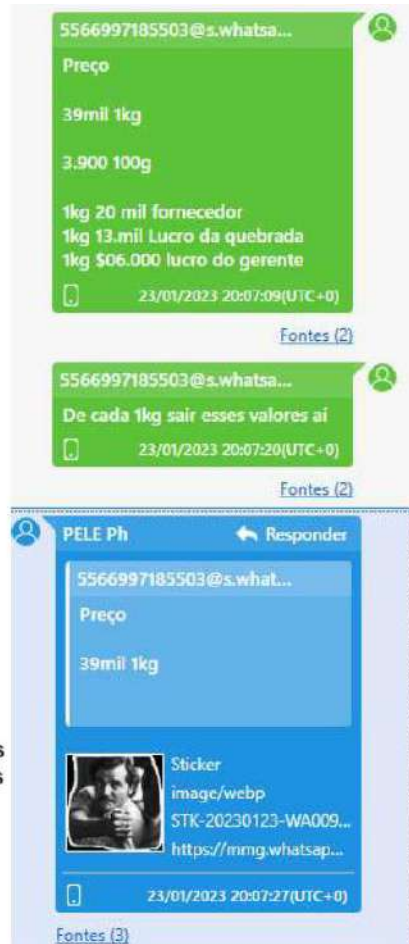 5566997185503@s.whatsa...
Preço
39mil 1kg
3.900 100g
1kg 20 mil fornecedor
1kg 13.mil Lucro da quebrada
1kg $06.000 lucro do gerente
23/01/2023 20:07:09(UTC+0)
Fontes (2)
5566997185503@s.whatsa...
De cada 1kg sair esses valores ai
23/01/2023 20:07:20(UTC+0)
Fontes (2)
PELE Ph Responder
5566997185503@s.what...
Preço
39mil 1kg
s
s
Sticker
image/webp
STK-20230123-WA009...
https://mmg.whatsap...
23/01/2023 20:07:27(UTC+0)
Fontes (3)